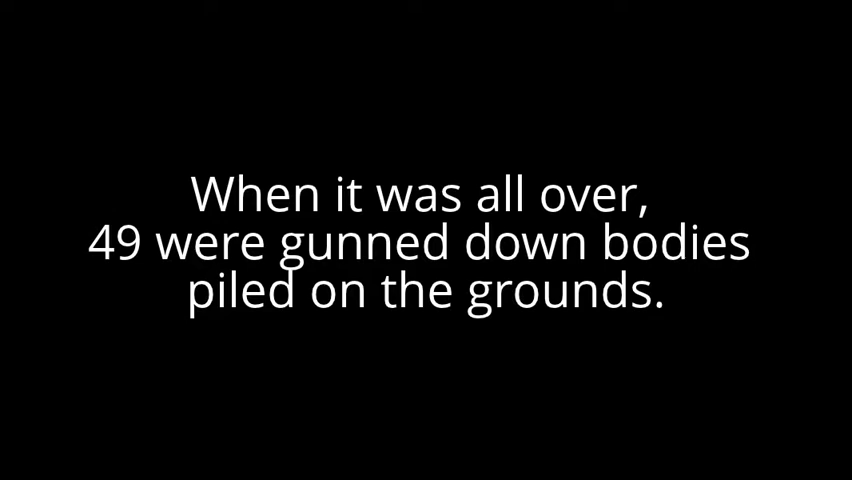 When it was all over,
49 were gunned down bodies
piled on the grounds.